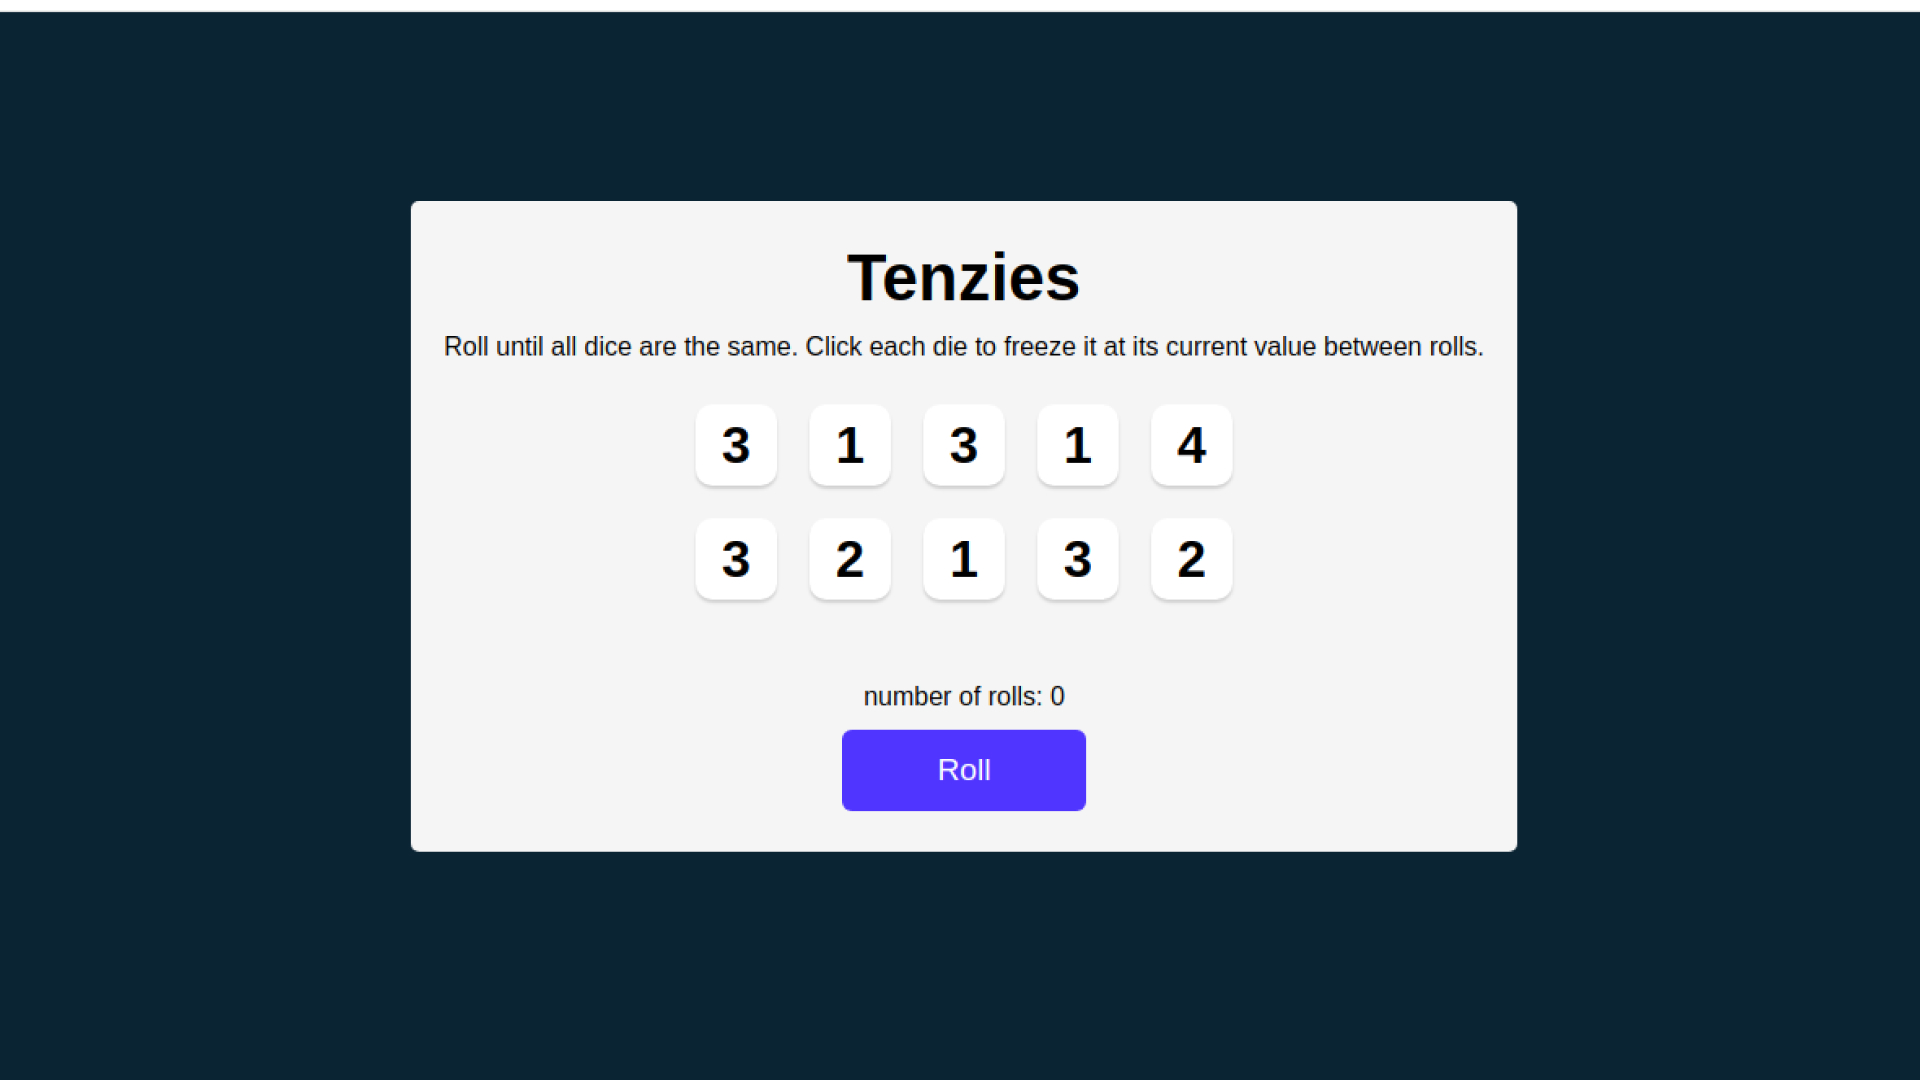 Tenzies
Roll until all dice are the same. Click each die to freeze it at its current value between rolls.
3 1 3 1 4
3 2 1 3 2
number of rolls: 0
Roll